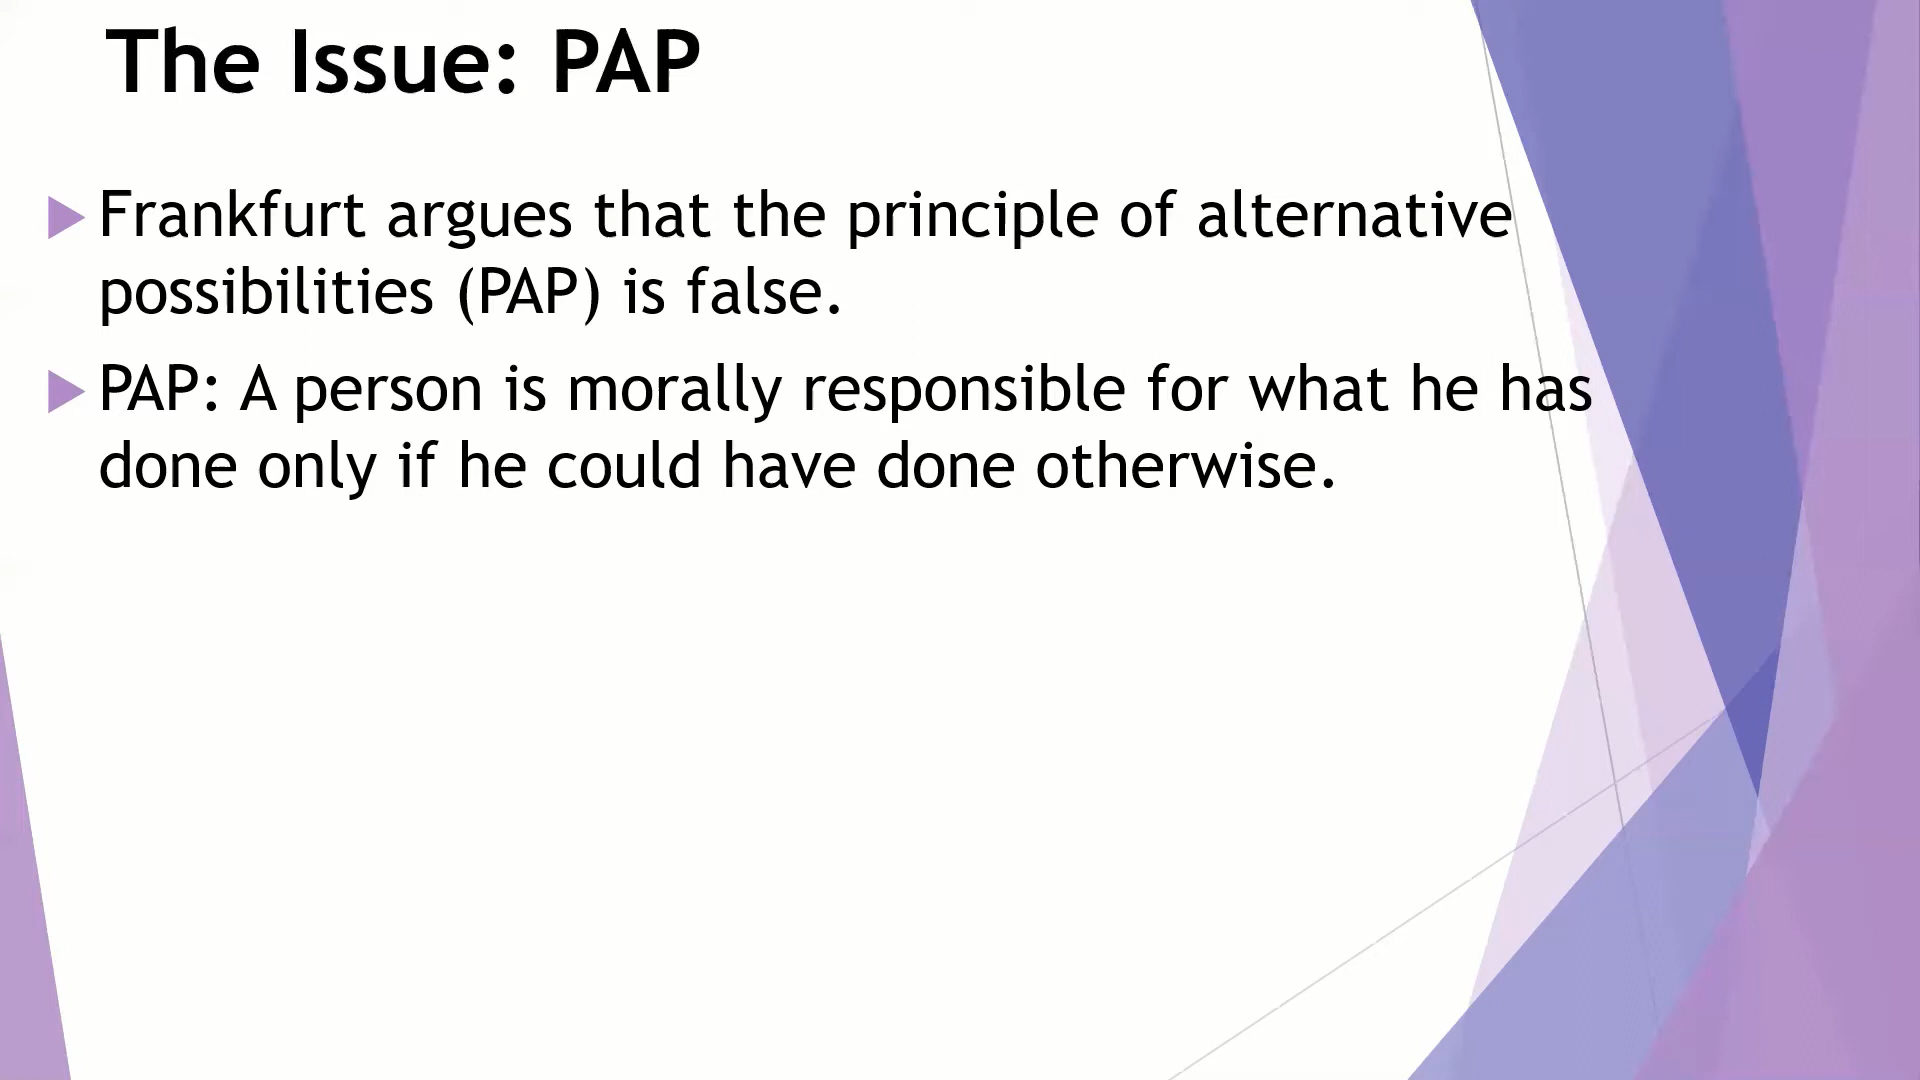 The Issue: PAP
Frankfurt argues that the principle of alternative
possibilities (PAP) is false.
PAP: A person is morally responsible for what he has
done only if he could have done otherwise.